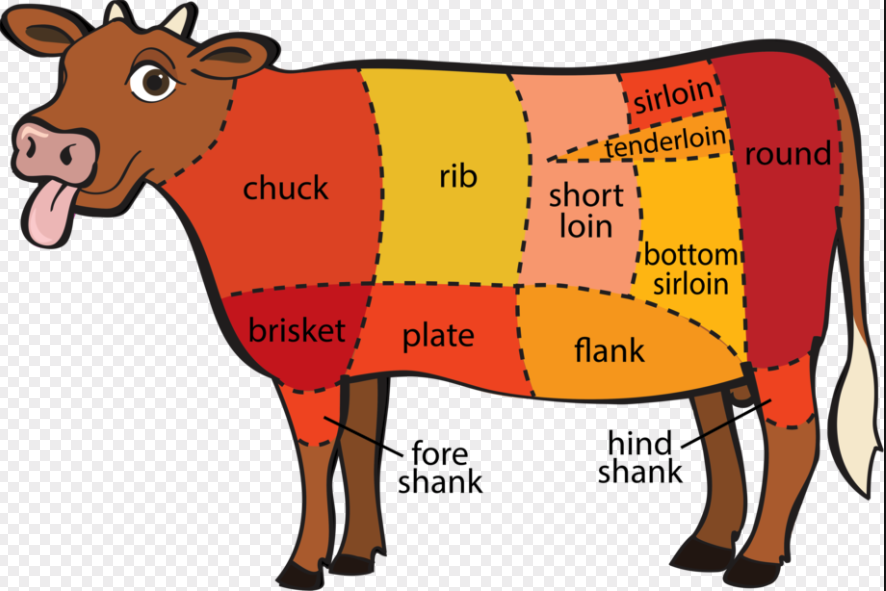 sirloin
tenderloin
chuck
rib
short
loin
round
bottom
sirloin
brisket
plate
flank
fore
shank
hind
shank